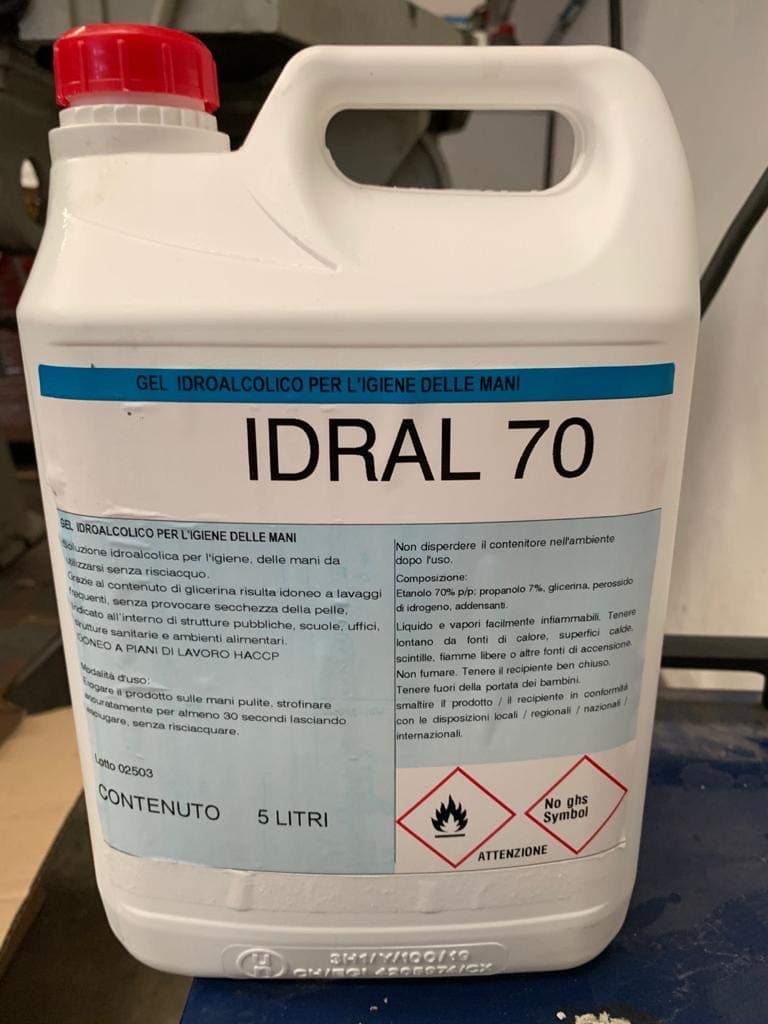 GEL IDROALCOLICO PER L'IGIENE DELLE MANI
IDRAL 70
GEL IDROALCOLICO PER L'IGIENE DELLE MANI
Soluzione idroalcolica per l'igiene, delle mani da
utilizzarsi senza risciacquo.
Grazie al contenuto di glicerina risulta idoneo a lavaggi
frequenti, senza provocare secchezza della pelle,
indicato all'interno di strutture pubbliche, scuole, uffici,
strutture sanitarie e ambienti alimentari.
IDONEO A PIANI DI LAVORO HACCP
Modalità d'uso:
Erogare il prodotto sulle mani pulite, strofinare
accuratamente per almeno 30 secondi lasciando
asciugare, senza risciacquare.
Lotto 02503
CONTENUTO 5 LITRI
Non disperdere il contenitore nell'ambiente
dopo l'uso.
Composizione:
Etanolo 70% p/p: propanolo 7%, glicerina, perossido
di idrogeno, addensanti.
Liquido e vapori facilmente infiammabili. Tenere
lontano da fonti di calore, superfici calde,
scintille, fiamme libere o altre fonti di accensione.
Non fumare. Tenere il recipiente ben chiuso.
Tenere fuori della portata dei bambini.
smaltire il prodotto / il recipiente in conformità
con le disposizioni locali / regionali / nazionali /
internazionali.
No ghs
Symbol
ATTENZIONE
3H1/Y/100/19